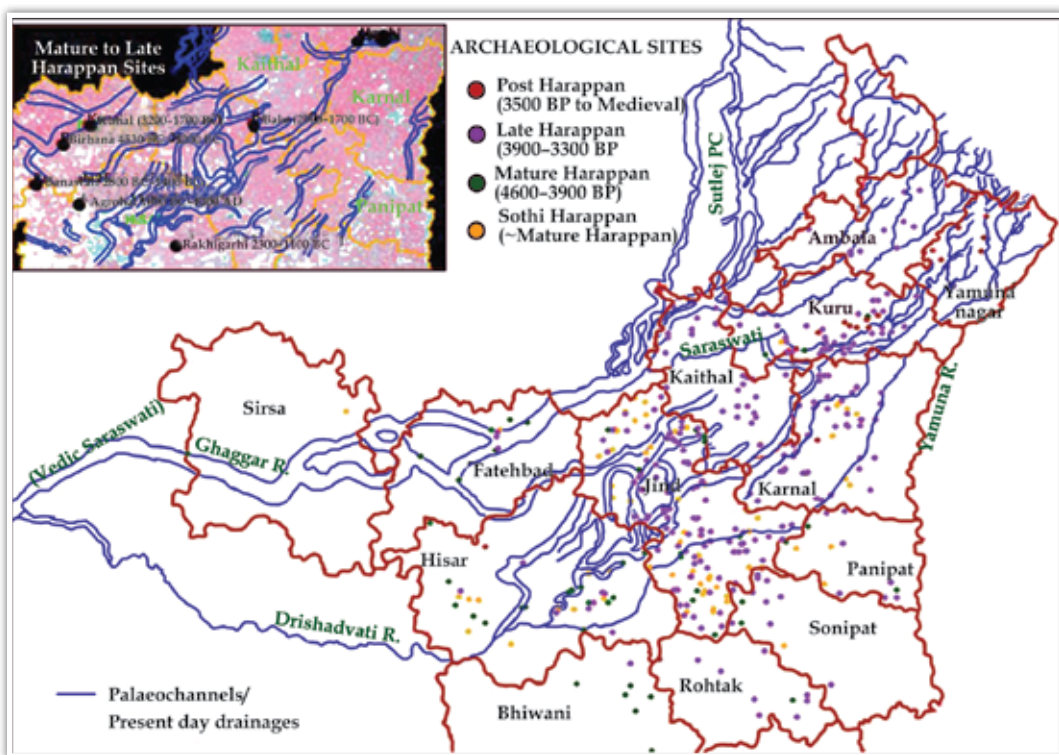 Mature to Late
Harappan Sites
Kaithal
Karnal
Panipat
Rakhigarhi 2300–1400 BC
ARCHAEOLOGICAL SITES
Post Harappan
(3500 BP to Medieval)
Late Harappan
(3900–3300 BP
Mature Harappan
(4600–3900 BP)
Sothi Harappan
(~Mature Harappan)
Sutlej PC
Ambala
Yamuna
nagar
Kuru
Saraswati
Kaithal
Yamuna R.
Sirsa
(Vedic Saraswati)
Ghaggar R.
Fatehbad
Jind
Karnal
Hisar
Panipat
Drishadvati R.
Sonipat
Rohtak
Bhiwani
Palaeochannels/
Present day drainages